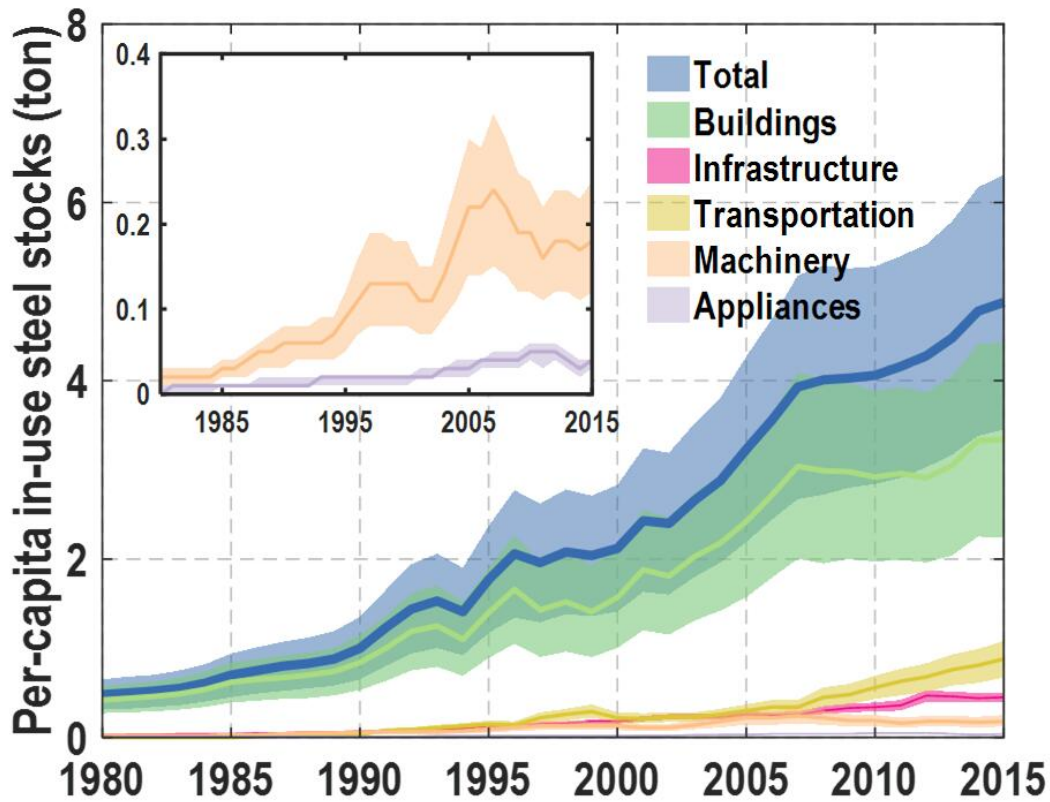 Per-capita in-use steel stocks (ton)
8
6
4
2
0
1980 1985 1990 1995 2000 2005 2010 2015
0.4
0.3
0.2
0.1
0
1985 1995 2005 2015
Total
Buildings
Infrastructure
Transportation
Machinery
Appliances